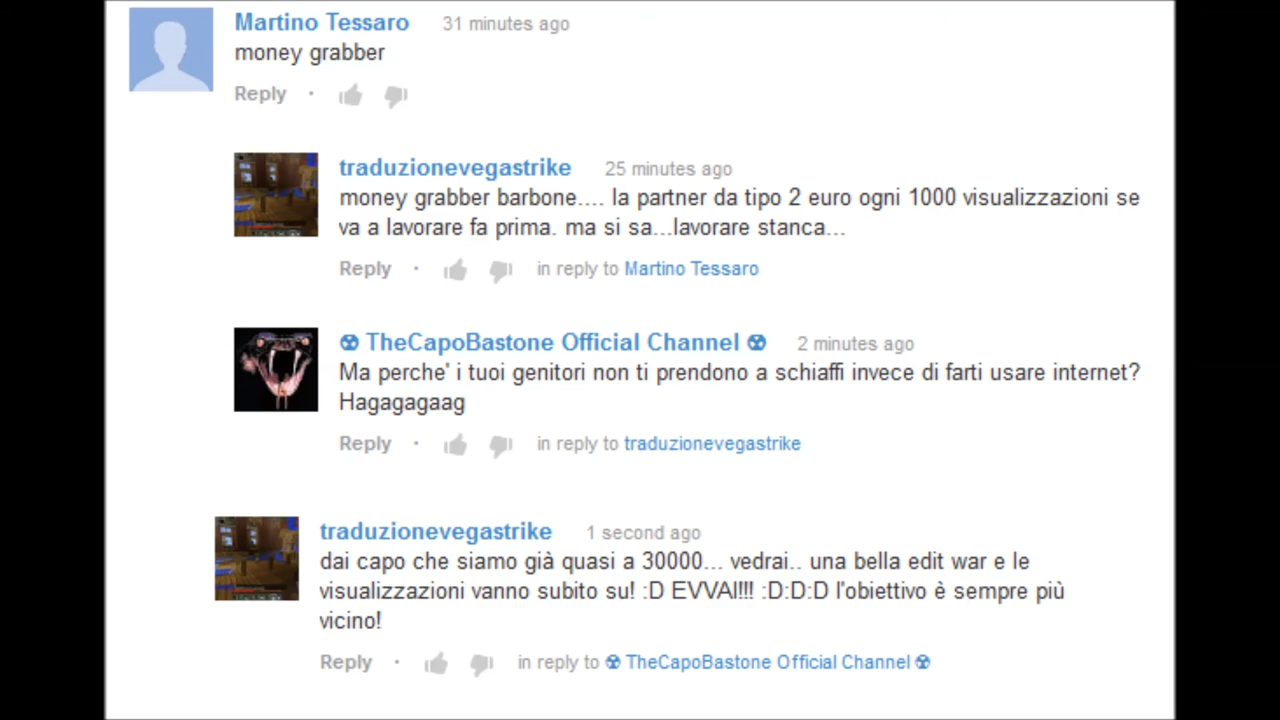 Martino Tessaro 31 minutes ago
money grabber
Reply ·
traduzionevegastrike 25 minutes ago
money grabber barbone.... la partner da tipo 2 euro ogni 1000 visualizzazioni se
va a lavorare fa prima. ma si sa...lavorare stanca...
Reply · in reply to Martino Tessaro
☢ TheCapoBastone Official Channel ☢ 2 minutes ago
Ma perche' i tuoi genitori non ti prendono a schiaffi invece di farti usare internet?
Hagagagaag
Reply · in reply to traduzionevegastrike
traduzionevegastrike 1 second ago
dai capo che siamo già quasi a 30000... vedrai.. una bella edit war e le
visualizzazioni vanno subito su! :D EVVAI!!! :D:D:D l'obiettivo è sempre più
vicino!
Reply · in reply to ☢ TheCapoBastone Official Channel ☢